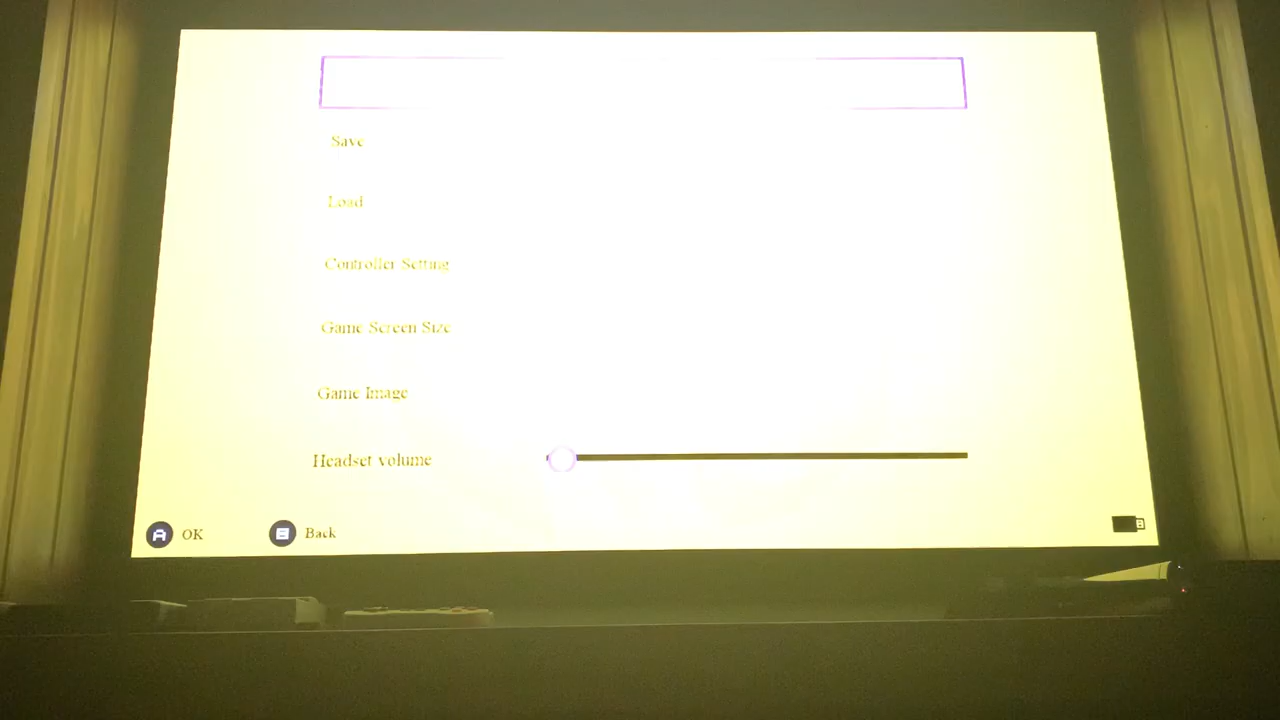 Save
Load
Controller Setting
Game Screen Size
Game Image
Headset volume
A OK
B Back